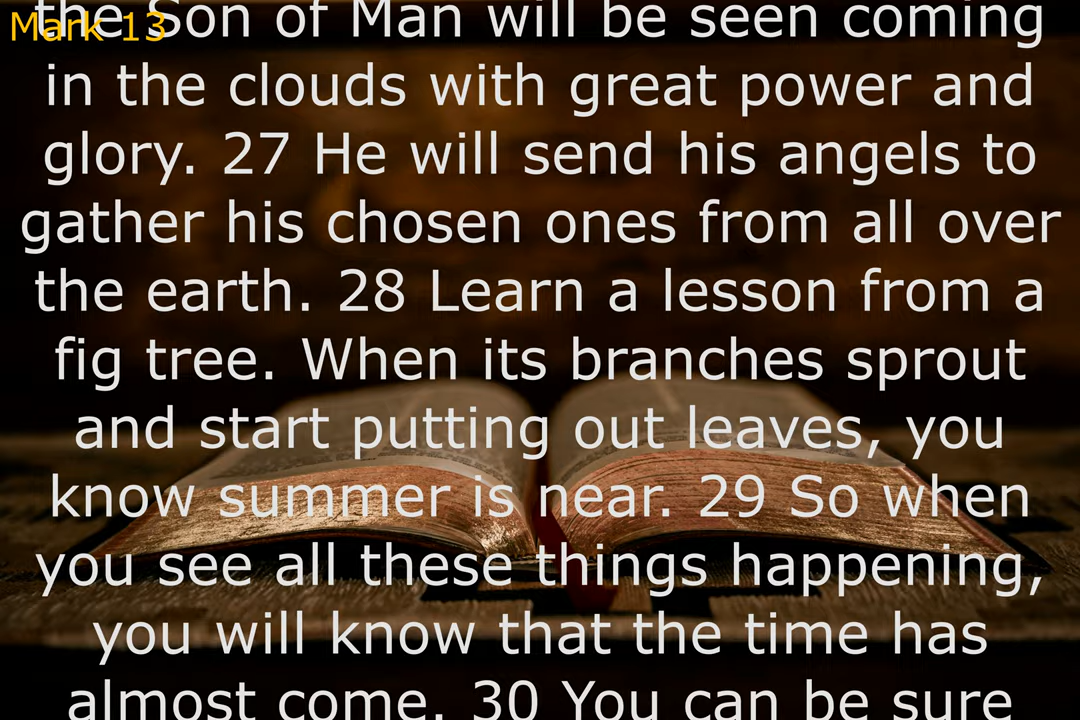 Mark 13
the Son of Man will be seen coming
in the clouds with great power and
glory. 27 He will send his angels to
gather his chosen ones from all over
the earth. 28 Learn a lesson from a
fig tree. When its branches sprout
and start putting out leaves, you
know summer is near. 29 So when
you see all these things happening,
you will know that the time has
almost come. 30 You can be sure